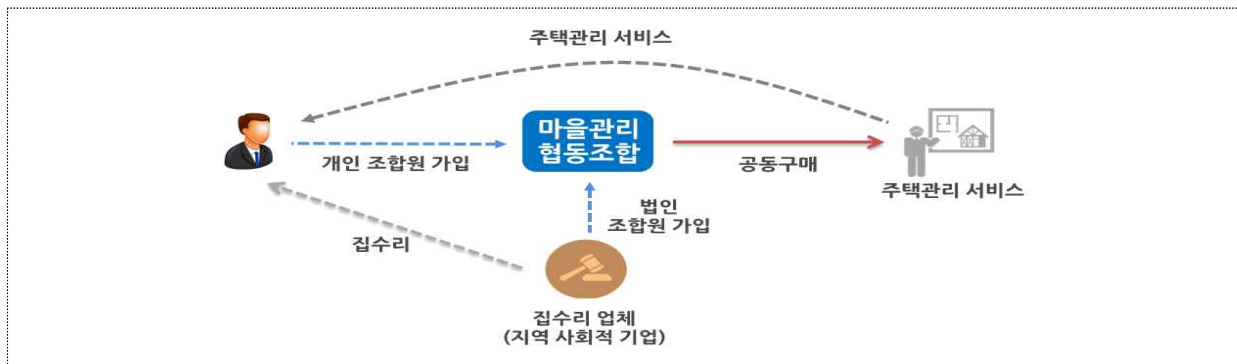 주택관리 서비스
마을관리
협동조합
개인 조합원 가입
공동구매
주택관리 서비스
법인
조합원 가입
집수리
집수리 업체
(지역 사회적 기업)